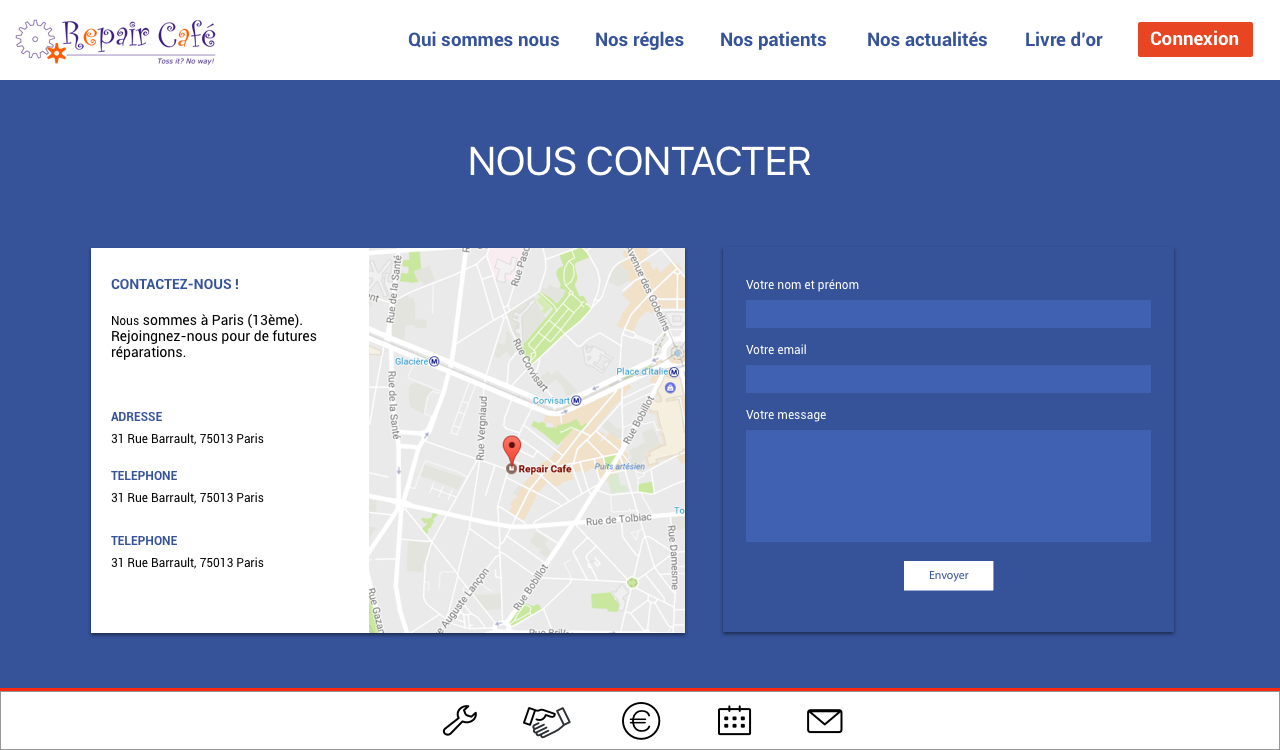 Repair Café
Toss it? No way!
Qui sommes nous
Nos régles
Nos patients
Nos actualités
Livre d'or
Connexion
NOUS CONTACTER
CONTACTEZ-NOUS !
Nous sommes à Paris (13ème).
Rejoingnez-nous pour de futures
réparations.
ADRESSE
31 Rue Barrault, 75013 Paris
TELEPHONE
31 Rue Barrault, 75013 Paris
TELEPHONE
31 Rue Barrault, 75013 Paris
Rue de la Santé
Rue Pasc
Avenue des Gobelins
Glacière
M
Rue Corvisart
Place d'Italie
M
Rue de la Santé
Corvisart
M
Rue Vergniaud
Rue Bobillot
Repair Cafe
Puits artésien
To
Rue de Tolbiac
Rue Damesme
Rue Bobillot
e Auguste Lançon
Rue Gazan
Rue Brill
Votre nom et prénom
Votre email
Votre message
Envoyer
€